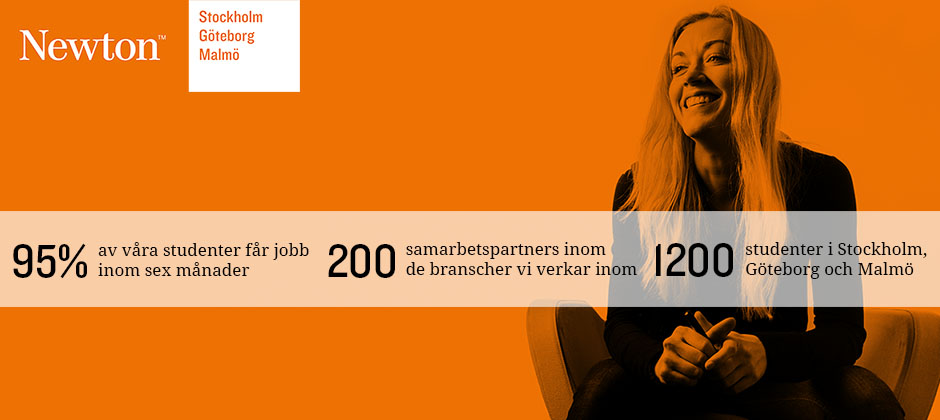 Newton™
Stockholm
Göteborg
Malmö
95% av våra studenter får jobb
inom sex månader
200 samarbetspartners inom
de branscher vi verkar inom
1200 studenter i Stockholm,
Göteborg och Malmö